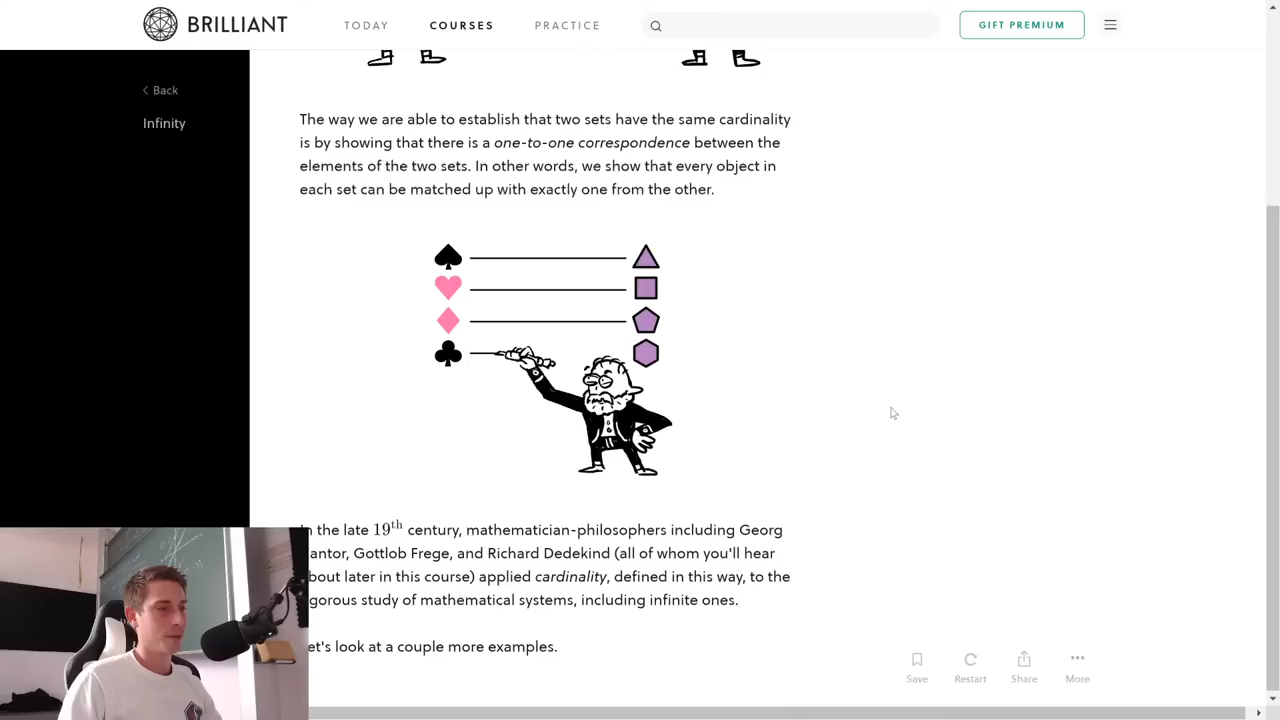 BRILLIANT
TODAY
COURSES
PRACTICE
GIFT PREMIUM
Back
Infinity
The way we are able to establish that two sets have the same cardinality
is by showing that there is a one-to-one correspondence between the
elements of the two sets. In other words, we show that every object in
each set can be matched up with exactly one from the other.
n the late 19th century, mathematician-philosophers including Georg
antor, Gottlob Frege, and Richard Dedekind (all of whom you'll hear
bout later in this course) applied cardinality, defined in this way, to the
gorous study of mathematical systems, including infinite ones.
et's look at a couple more examples.
Save
Restart
Share
More